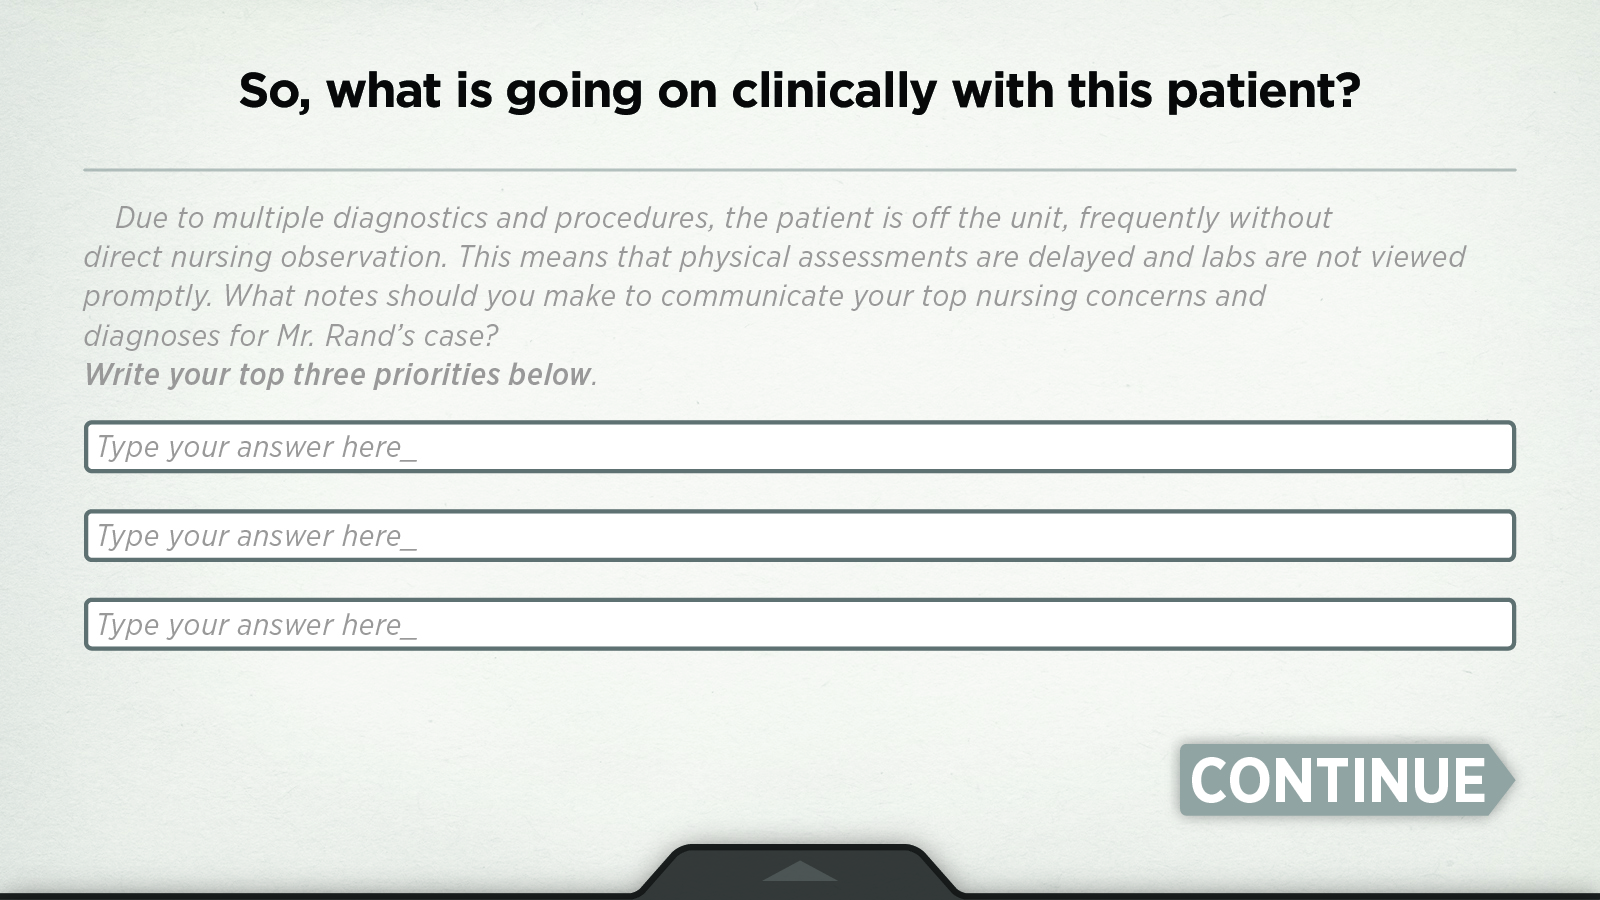 So, what is going on clinically with this patient?
Due to multiple diagnostics and procedures, the patient is off the unit, frequently without
direct nursing observation. This means that physical assessments are delayed and labs are not viewed
promptly. What notes should you make to communicate your top nursing concerns and
diagnoses for Mr. Rand’s case?
Write your top three priorities below.
Type your answer here_
Type your answer here_
Type your answer here_
CONTINUE